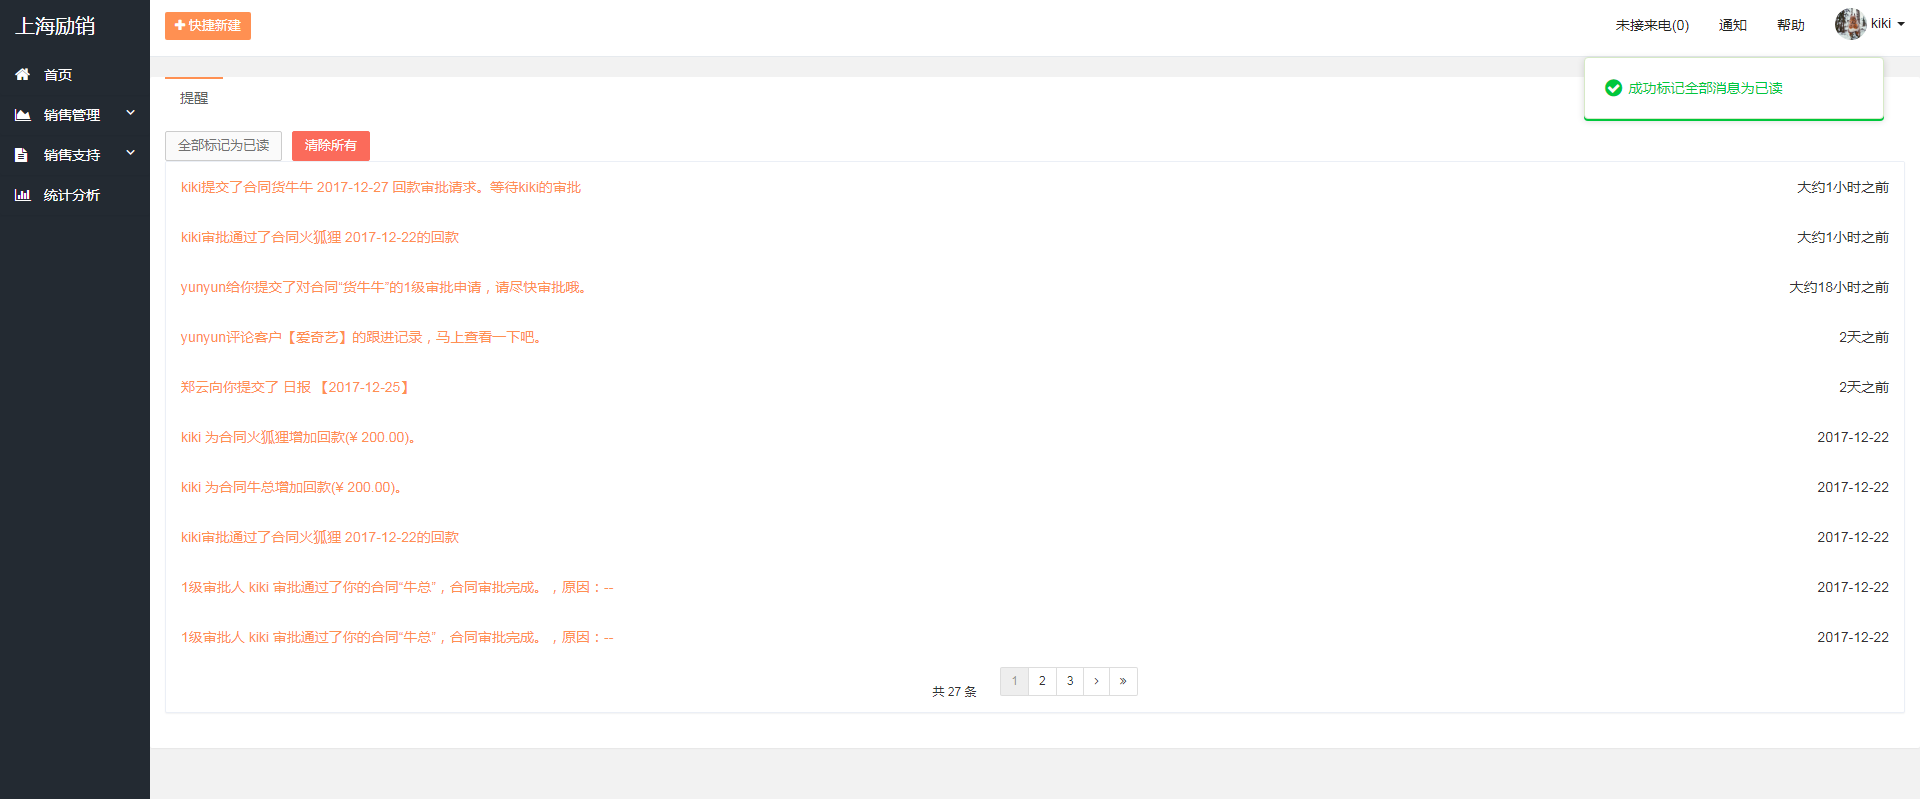 上海励销
快捷新建
未接来电(0)
通知
帮助
kiki
首页
销售管理
销售支持
统计分析
成功标记全部消息为已读
提醒
全部标记为已读
清除所有
kiki提交了合同货牛牛 2017-12-27 回款审批请求。等待kiki的审批 大约1小时之前
kiki审批通过了合同火狐狸 2017-12-22的回款 大约1小时之前
yunyun给你提交了对合同“货牛牛”的1级审批申请，请尽快审批哦。 大约18小时之前
yunyun评论客户【爱奇艺】的跟进记录，马上查看一下吧。 2天之前
郑云向你提交了 日报 【2017-12-25】 2天之前
kiki 为合同火狐狸增加回款(¥ 200.00)。 2017-12-22
kiki 为合同牛总增加回款(¥ 200.00)。 2017-12-22
kiki审批通过了合同火狐狸 2017-12-22的回款 2017-12-22
1级审批人 kiki 审批通过了你的合同“牛总”，合同审批完成。，原因：-- 2017-12-22
1级审批人 kiki 审批通过了你的合同“牛总”，合同审批完成。，原因：-- 2017-12-22
共 27 条 1 2 3 › »